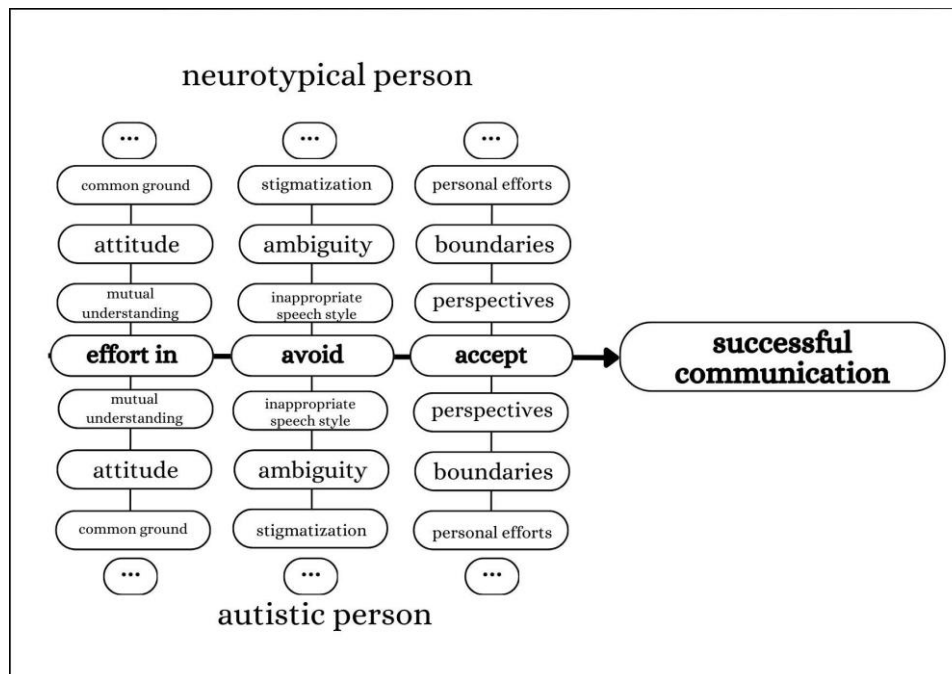 neurotypical person
... ... ...
common ground stigmatization personal efforts
attitude ambiguity boundaries
mutual understanding inappropriate speech style perspectives
effort in avoid accept successful communication
mutual understanding inappropriate speech style perspectives
attitude ambiguity boundaries
common ground stigmatization personal efforts
... ... ...
autistic person